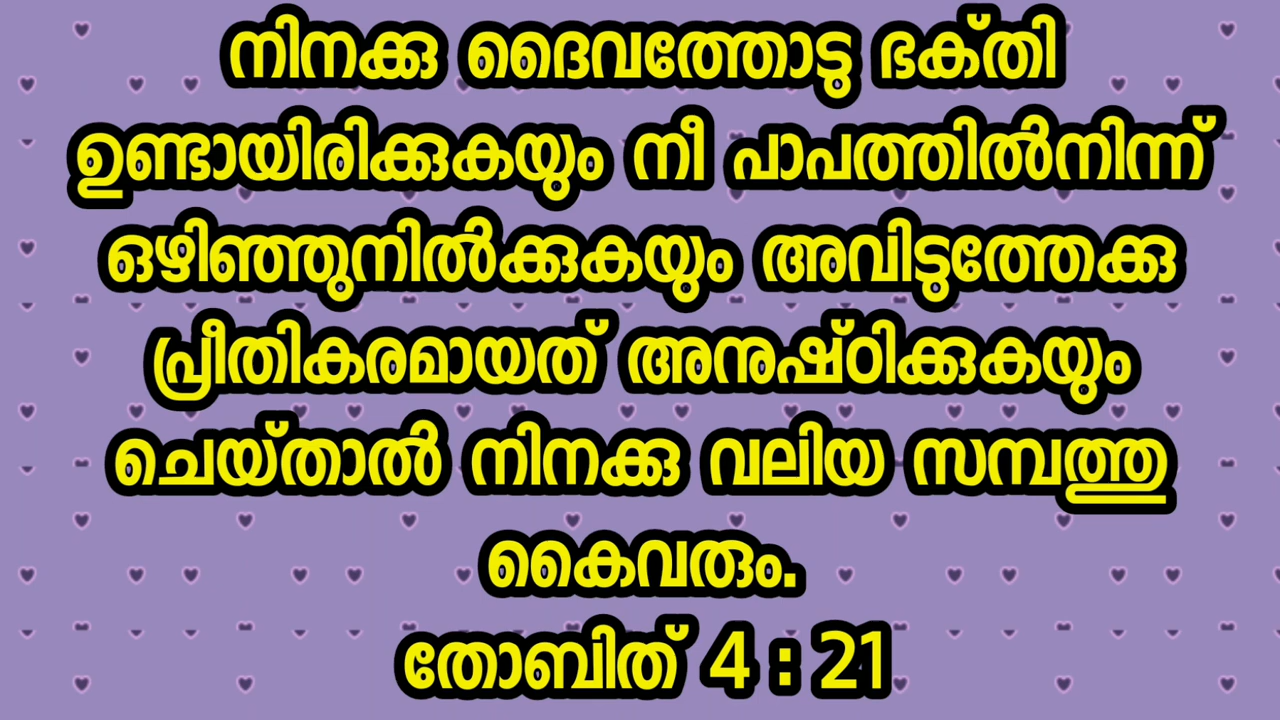 നിനക്കു ദൈവത്തോടു ഭക്‌തി
ഉണ്ടായിരിക്കുകയും നീ പാപത്തിൽനിന്ന്
ഒഴിഞ്ഞുനിൽക്കുകയും അവിടുത്തേക്കു
പ്രീതികരമായത് അനുഷ്ഠിക്കുകയും
ചെയ്‌താൽ നിനക്കു വലിയ സമ്പത്തു
കൈവരും.
തോബിത് 4 : 21